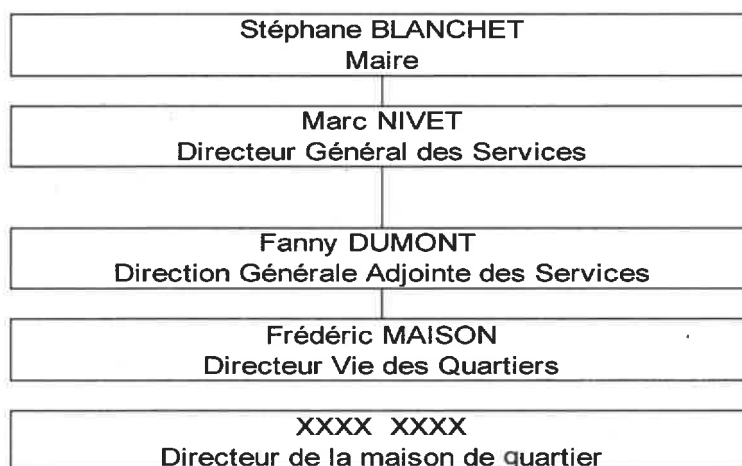 Stéphane BLANCHET
Maire
Marc NIVET
Directeur Général des Services
Fanny DUMONT
Direction Générale Adjointe des Services
Frédéric MAISON
Directeur Vie des Quartiers
XXXX XXXX
Directeur de la maison de quartier